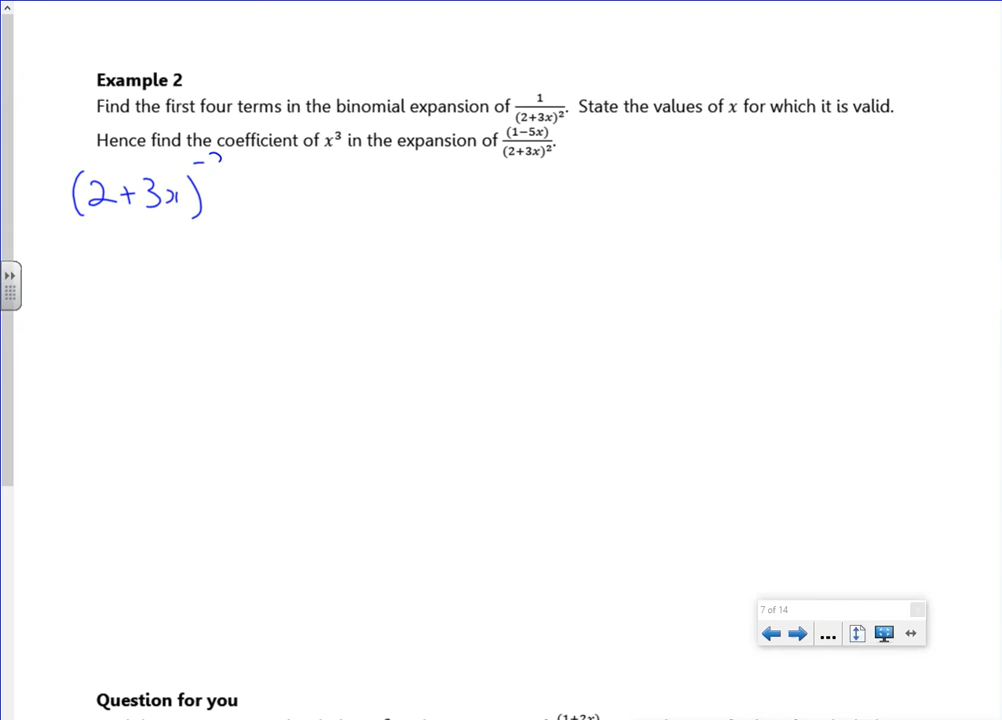 Example 2
Find the first four terms in the binomial expansion of 1/(2+3x)². State the values of x for which it is valid.
Hence find the coefficient of x³ in the expansion of (1−5x)/(2+3x)².
(2+3x)⁻
7 of 14
...
Question for you
(1+2x)